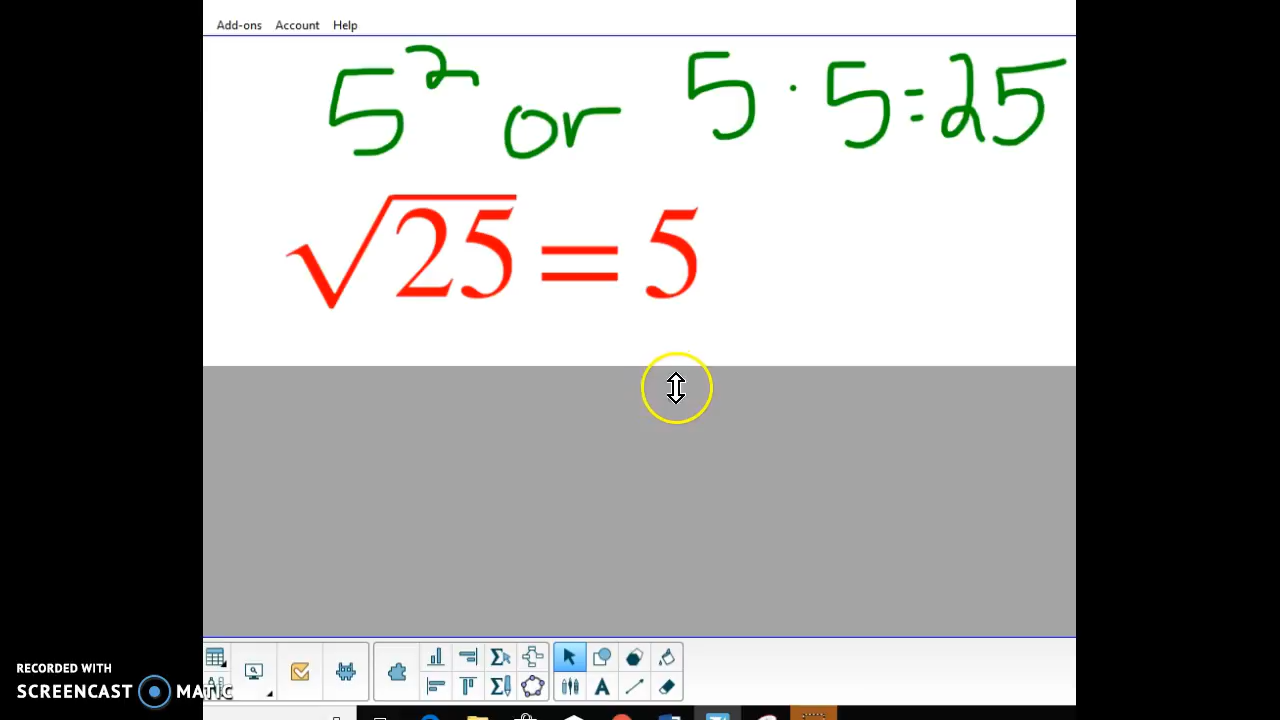 Add-ons Account Help
5² or 5 · 5 = 25
√25 = 5
RECORDED WITH
SCREENCAST MATIC